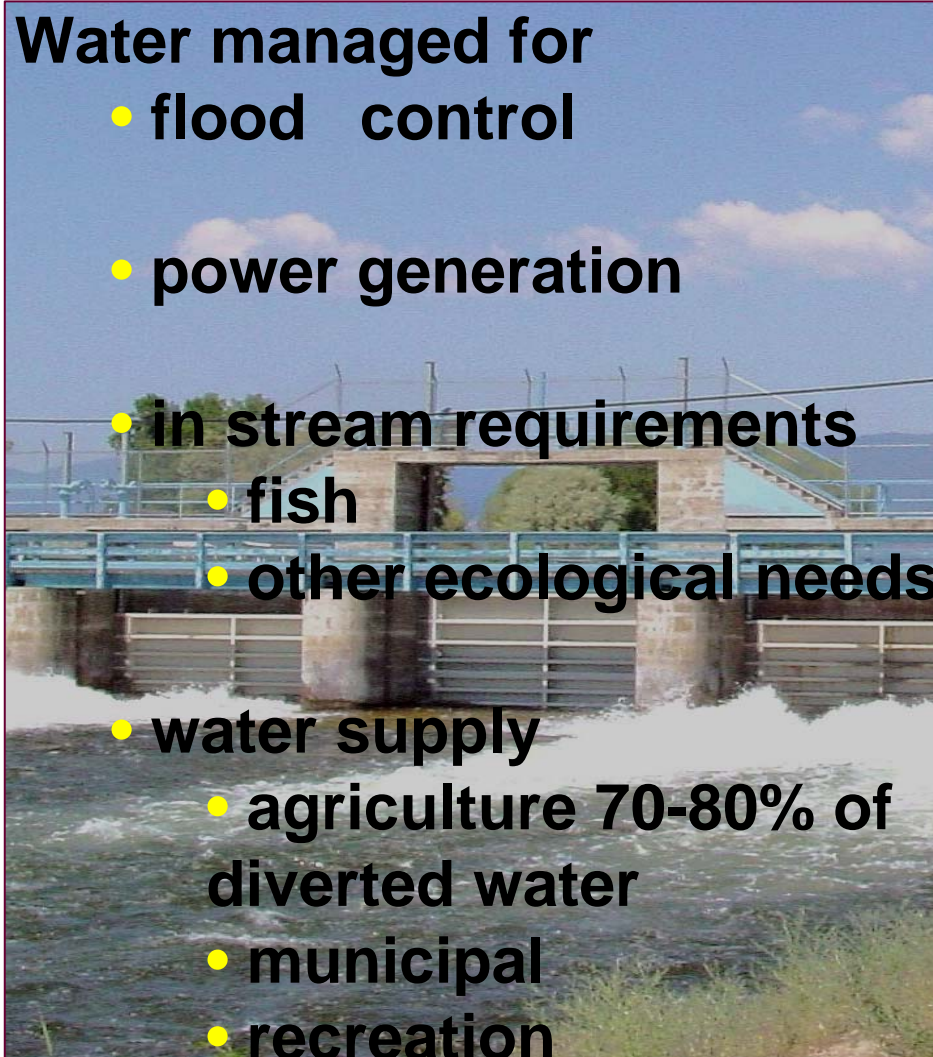 Water managed for
• flood control
• power generation
• in stream requirements
• fish
• other ecological needs
• water supply
• agriculture 70-80% of
diverted water
• municipal
• recreation